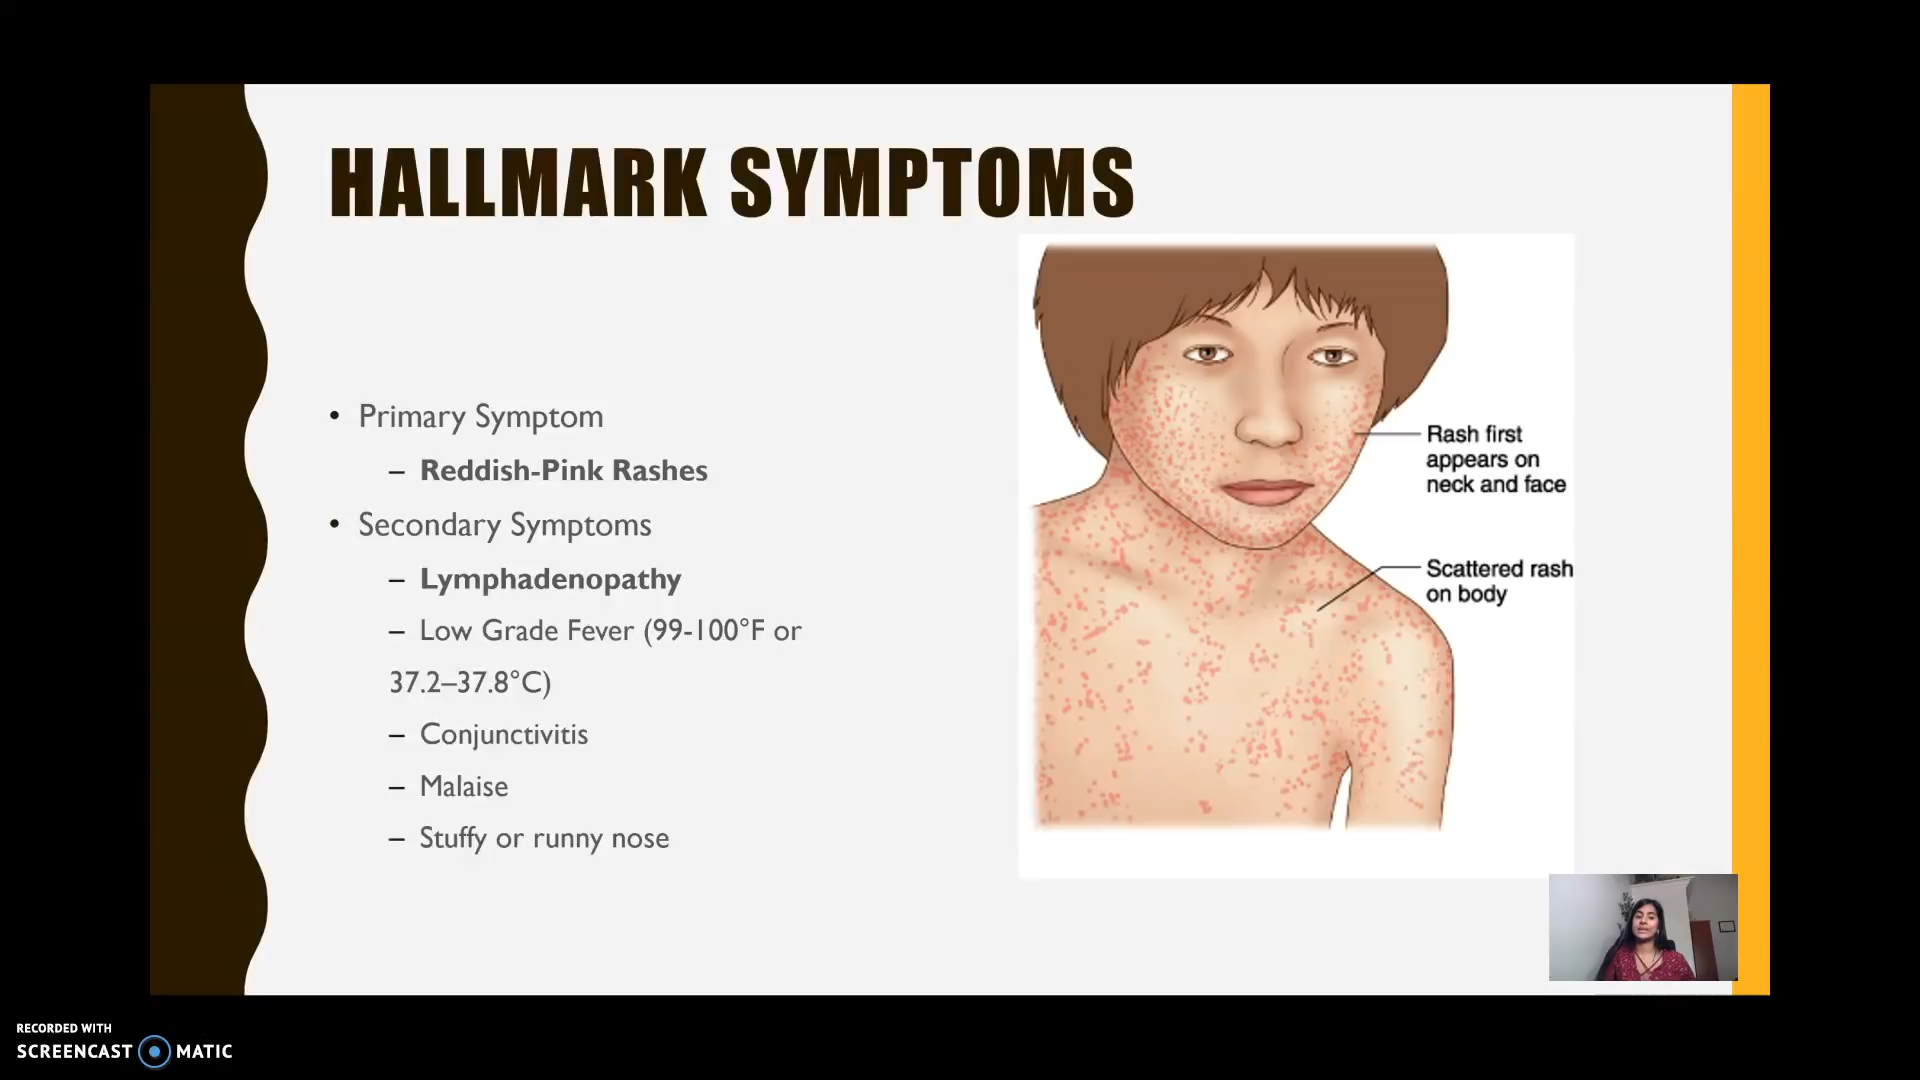 HALLMARK SYMPTOMS
• Primary Symptom
– Reddish-Pink Rashes
• Secondary Symptoms
– Lymphadenopathy
– Low Grade Fever (99-100°F or
37.2–37.8°C)
– Conjunctivitis
– Malaise
– Stuffy or runny nose
Rash first
appears on
neck and face
Scattered rash
on body
RECORDED WITH
SCREENCAST MATIC